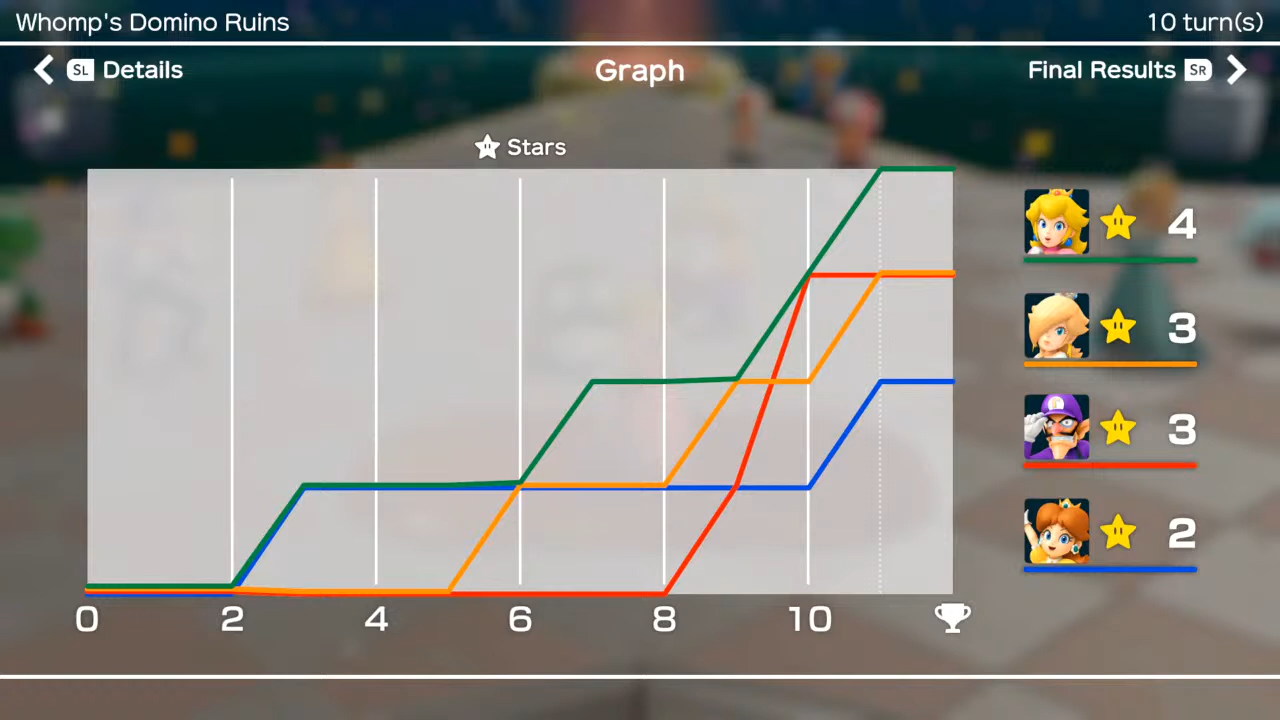 Whomp's Domino Ruins
10 turn(s)
SL Details
Graph
Final Results SR
Stars
4
3
3
2
0 2 4 6 8 10